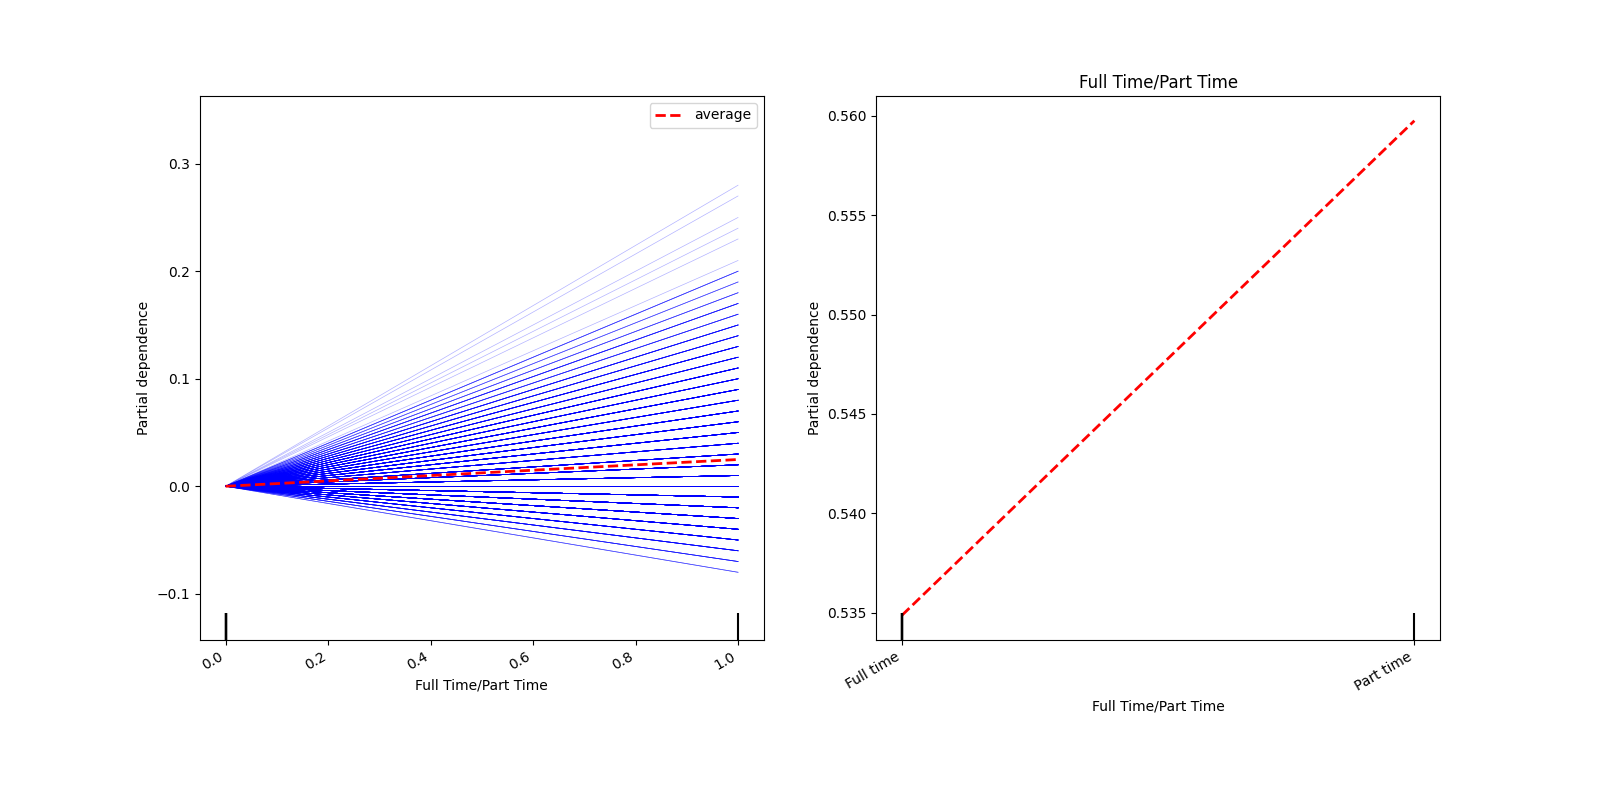 average
Partial dependence
0.3
0.2
0.1
0.0
−0.1
0.0
0.2
0.4
0.6
0.8
1.0
Full Time/Part Time
Full Time/Part Time
Partial dependence
0.560
0.555
0.550
0.545
0.540
0.535
Full time
Part time
Full Time/Part Time